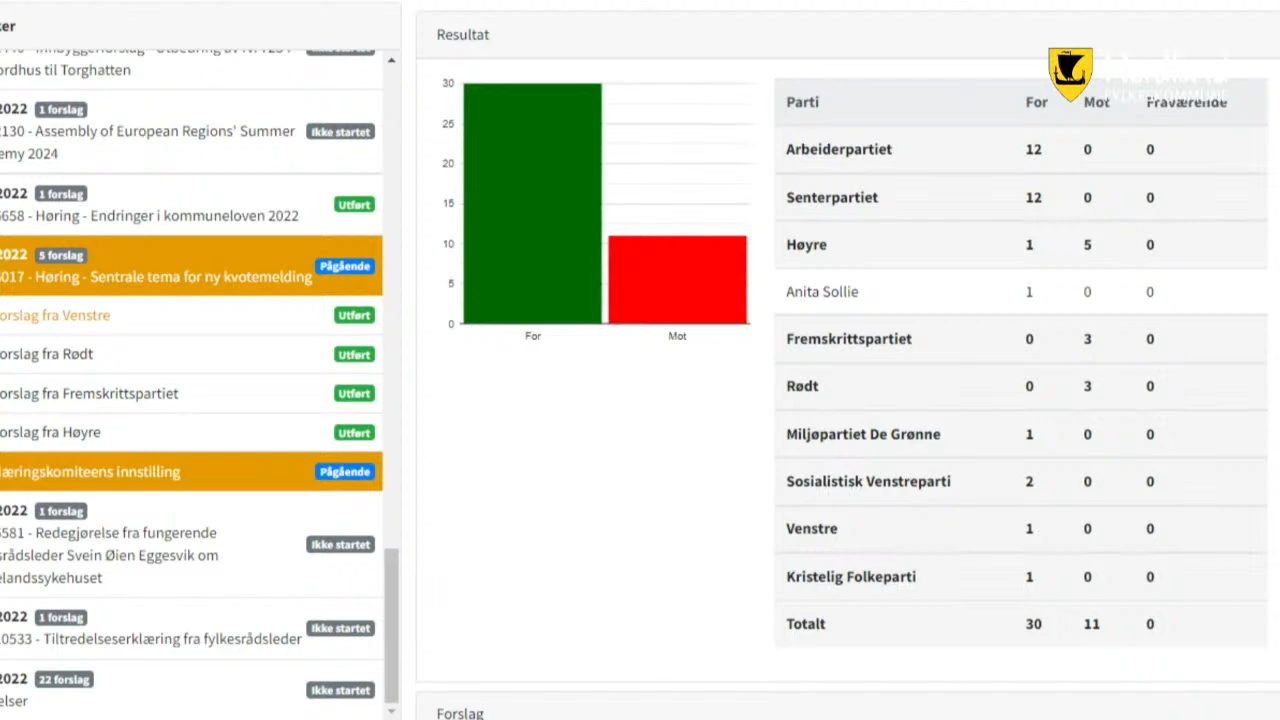 ker
ordhus til Torghatten
2022 1 forslag
2130 - Assembly of European Regions' Summer
emy 2024
Ikke startet
2022 1 forslag
5658 - Høring - Endringer i kommuneloven 2022
Utført
2022 5 forslag
5017 - Høring - Sentrale tema for ny kvotemelding
Pågående
orslag fra Venstre
Utført
orslag fra Rødt
Utført
orslag fra Fremskrittspartiet
Utført
orslag fra Høyre
Utført
æringskomiteens innstilling
Pågående
2022 1 forslag
5581 - Redegjørelse fra fungerende
srådsleder Svein Øien Eggesvik om
elandssykehuset
Ikke startet
2022 1 forslag
10533 - Tiltredelseserklæring fra fylkesrådsleder
Ikke startet
2022 22 forslag
elser
Ikke startet
Resultat
30
25
20
15
10
5
0
For Mot
Parti For Mot Fraværende
Arbeiderpartiet 12 0 0
Senterpartiet 12 0 0
Høyre 1 5 0
Anita Sollie 1 0 0
Fremskrittspartiet 0 3 0
Rødt 0 3 0
Miljøpartiet De Grønne 1 0 0
Sosialistisk Venstreparti 2 0 0
Venstre 1 0 0
Kristelig Folkeparti 1 0 0
Totalt 30 11 0
Forslag